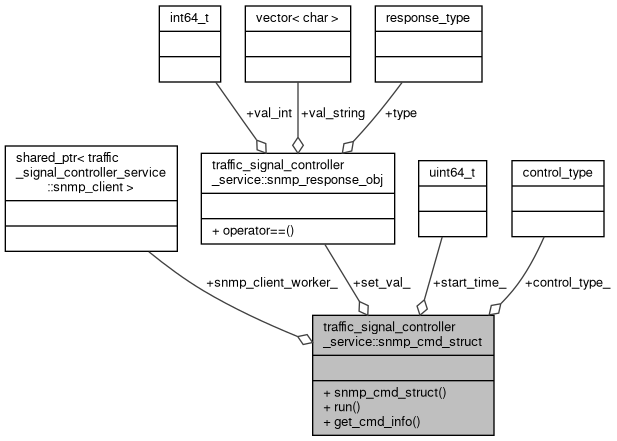 int64_t
vector< char >
response_type
+val_int
+val_string
+type
shared_ptr< traffic
_signal_controller_service
::snmp_client >
traffic_signal_controller
_service::snmp_response_obj
+ operator==()
uint64_t
control_type
+snmp_client_worker_
+set_val_
+start_time_
+control_type_
traffic_signal_controller
_service::snmp_cmd_struct
+ snmp_cmd_struct()
+ run()
+ get_cmd_info()